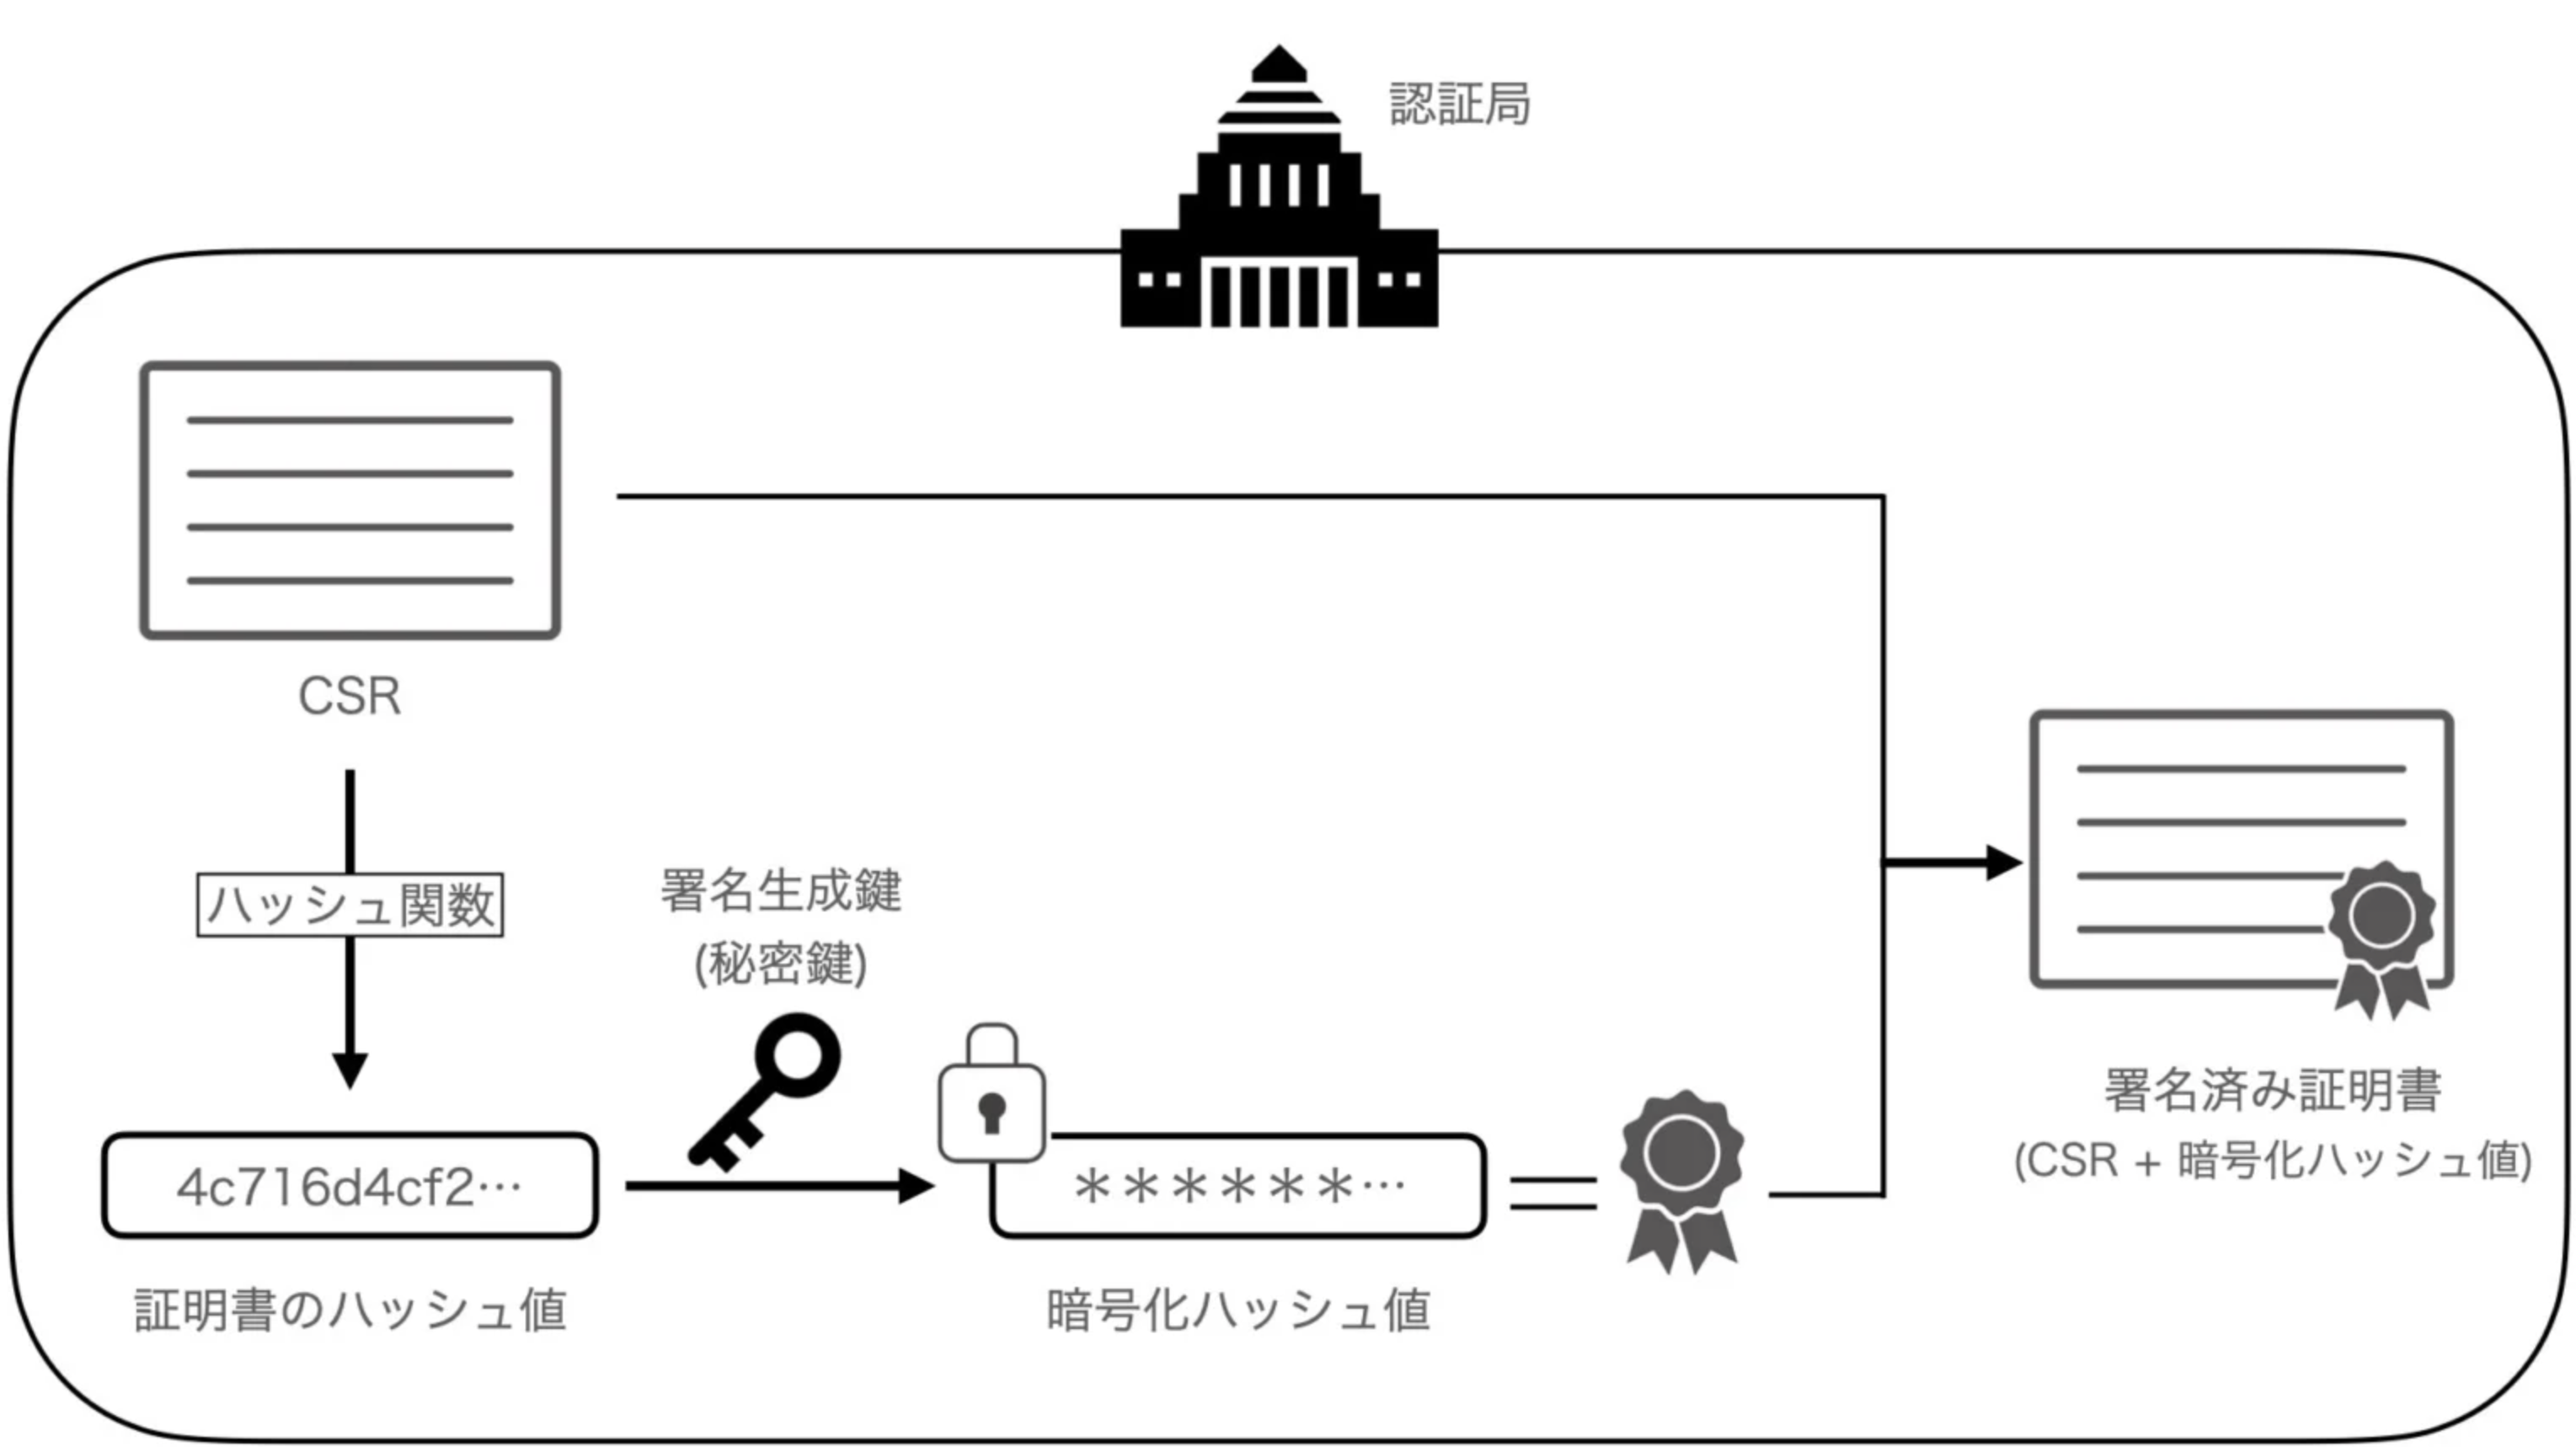 認証局
CSR
ハッシュ関数
署名生成鍵
(秘密鍵)
4c716d4cf2…
証明書のハッシュ値
******…
暗号化ハッシュ値
署名済み証明書
(CSR + 暗号化ハッシュ値)